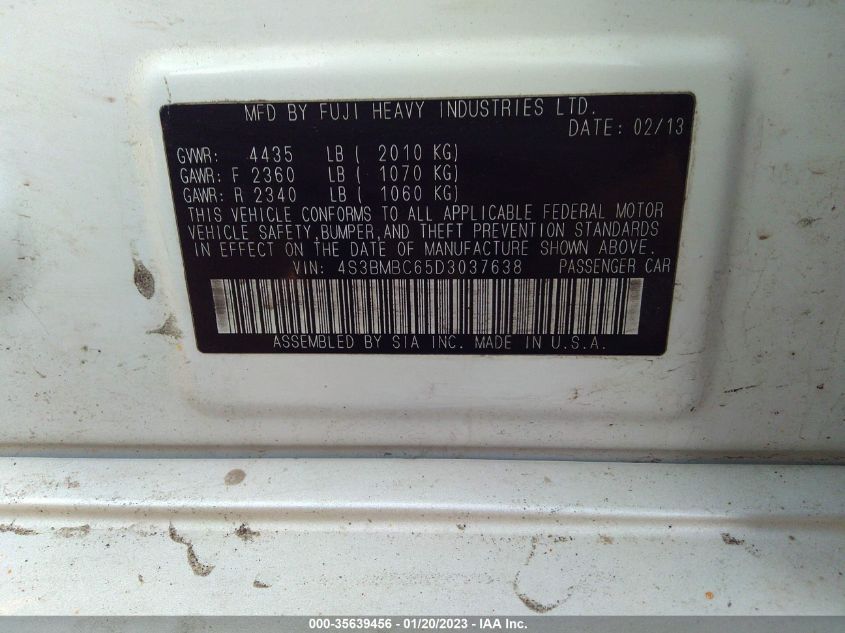 MFD BY FUJI HEAVY INDUSTRIES LTD.
DATE: 02/13
GVWR: 4435 LB ( 2010 KG)
GAWR: F 2360 LB ( 1070 KG)
GAWR: R 2340 LB ( 1060 KG)
THIS VEHICLE CONFORMS TO ALL APPLICABLE FEDERAL MOTOR
VEHICLE SAFETY,BUMPER,AND THEFT PREVENTION STANDARDS
IN EFFECT ON THE DATE OF MANUFACTURE SHOWN ABOVE.
VIN: 4S3BMBC65D3037638 PASSENGER CAR
ASSEMBLED BY SIA INC. MADE IN U.S.A.
000-35639456 - 01/20/2023 - IAA Inc.